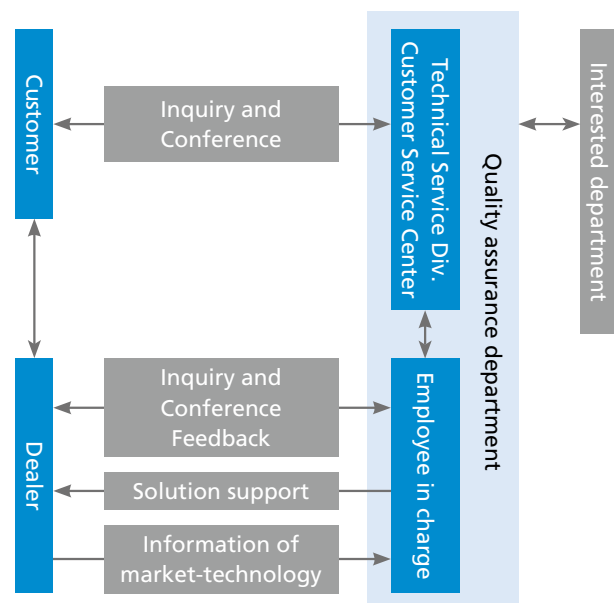 Customer
Inquiry and
Conference
Technical Service Div.
Customer Service Center
Quality assurance department
Interested department
Dealer
Inquiry and
Conference
Feedback
Solution support
Information of
market-technology
Employee in charge